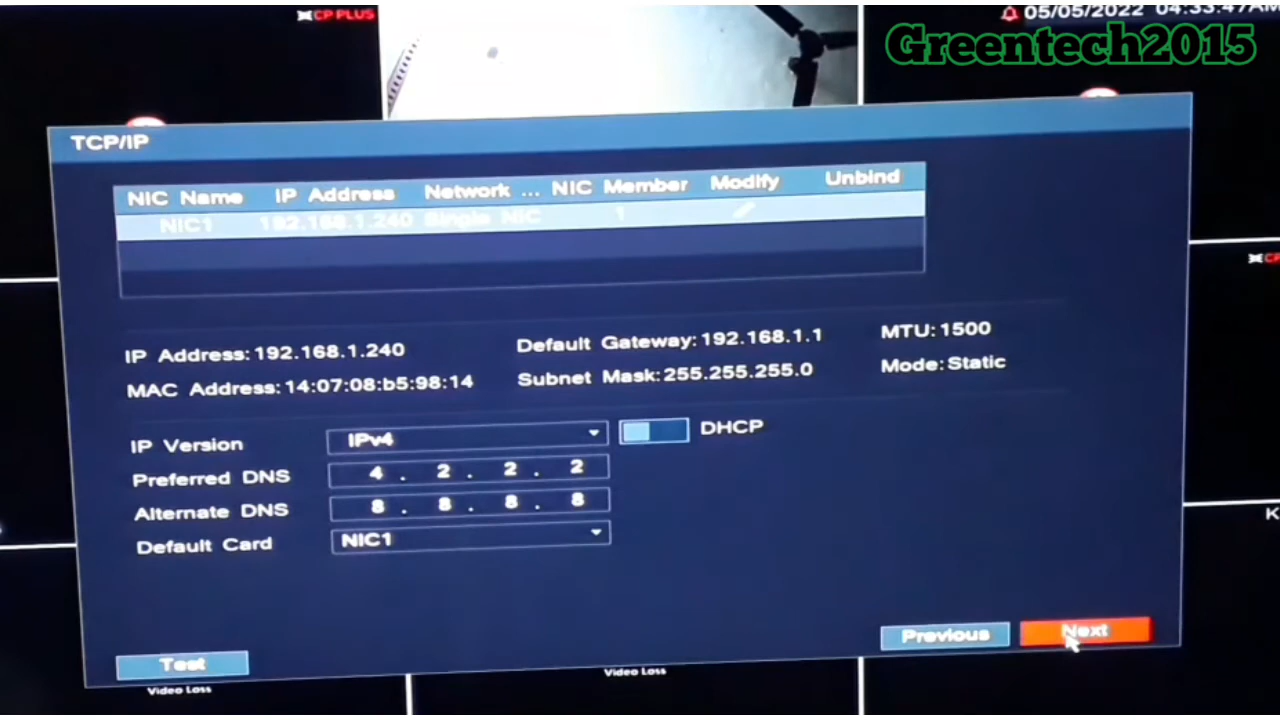 CP PLUS
05/05/2022 04:33:47AM
Greentech2015
TCP/IP
NIC Name IP Address Network ... NIC Member Modify Unbind
NIC1 192.168.1.240 Single NIC 1
IP Address:192.168.1.240 Default Gateway:192.168.1.1 MTU:1500
MAC Address:14:07:08:b5:98:14 Subnet Mask:255.255.255.0 Mode:Static
IP Version IPv4 DHCP
Preferred DNS 4 . 2 . 2 . 2
Alternate DNS 8 . 8 . 8 . 8
Default Card NIC1
Previous Next
Test
Video Loss
Video Loss